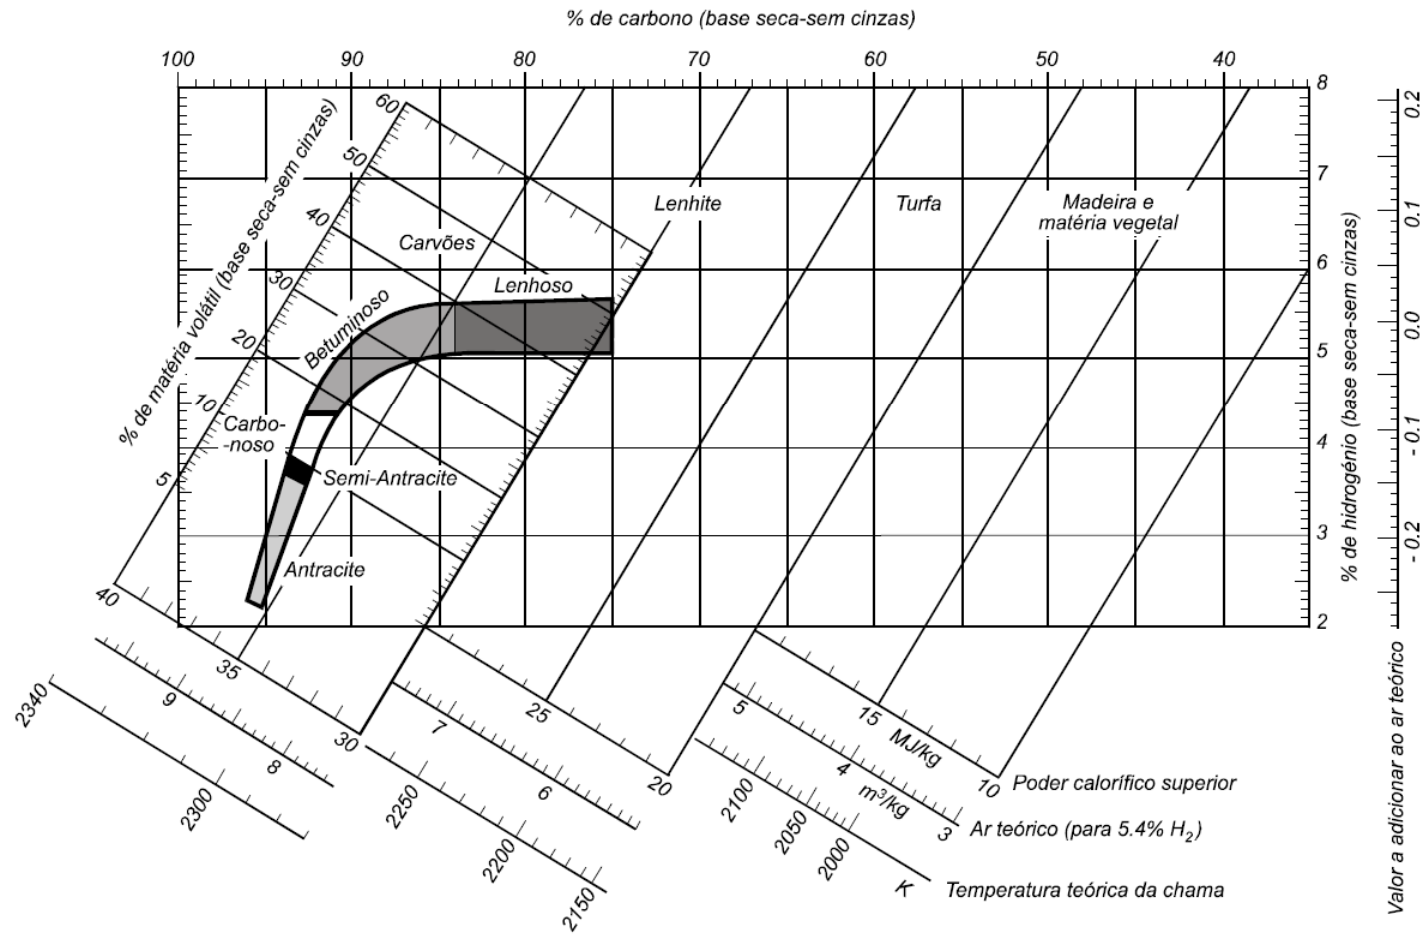 % de carbono (base seca-sem cinzas)
100 90 80 70 60 50 40
% de matéria volátil (base seca-sem cinzas)
60
50
40
30
20
10
5
8
7
6
5
4
3
2
% de hidrogénio (base seca-sem cinzas)
0.2
0.1
0.0
- 0.1
- 0.2
Valor a adicionar ao ar teórico
Lenhite
Turfa
Madeira e
matéria vegetal
Carvões
Lenhoso
Betuminoso
Carbo-
-noso
Semi-Antracite
Antracite
40 35 30 25 20 15 10
MJ/kg
Poder calorífico superior
9 8 7 6 5 4 3
m³/kg
Ar teórico (para 5.4% H₂)
2340 2300 2250 2200 2150 2100 2050 2000
K
Temperatura teórica da chama